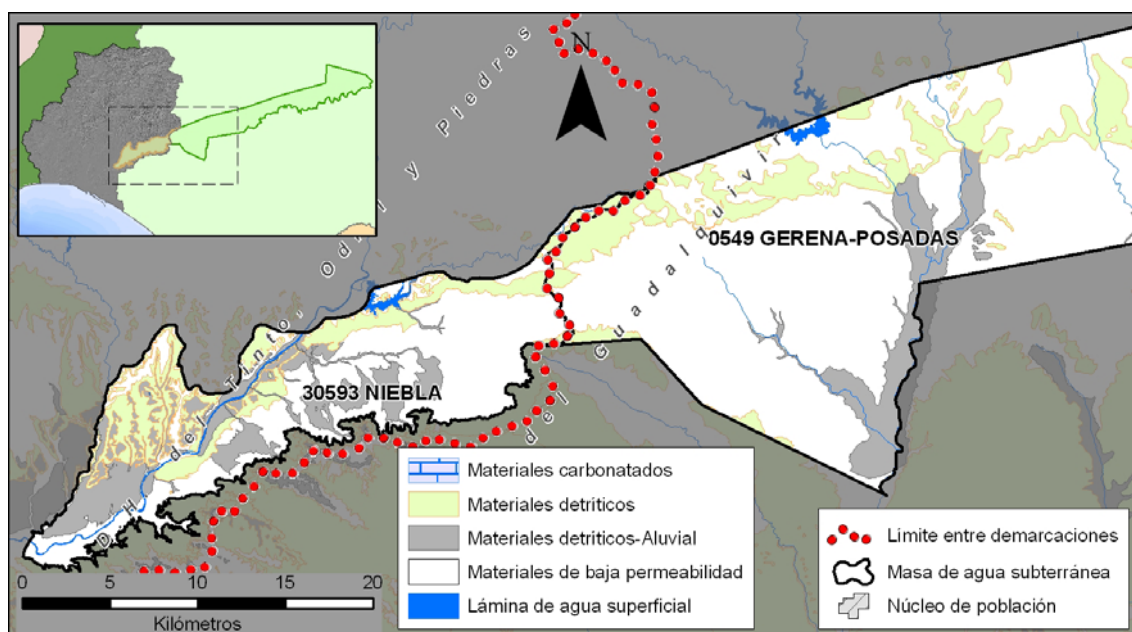 N
D.H. del Tinto, Odiel y Piedras
del Guadalquivir
0549 GERENA-POSADAS
30593 NIEBLA
Materiales carbonatados
Materiales detríticos
Materiales detríticos-Aluvial
Materiales de baja permeabilidad
Lámina de agua superficial
Límite entre demarcaciones
Masa de agua subterránea
Núcleo de población
0 5 10 15 20
Kilómetros